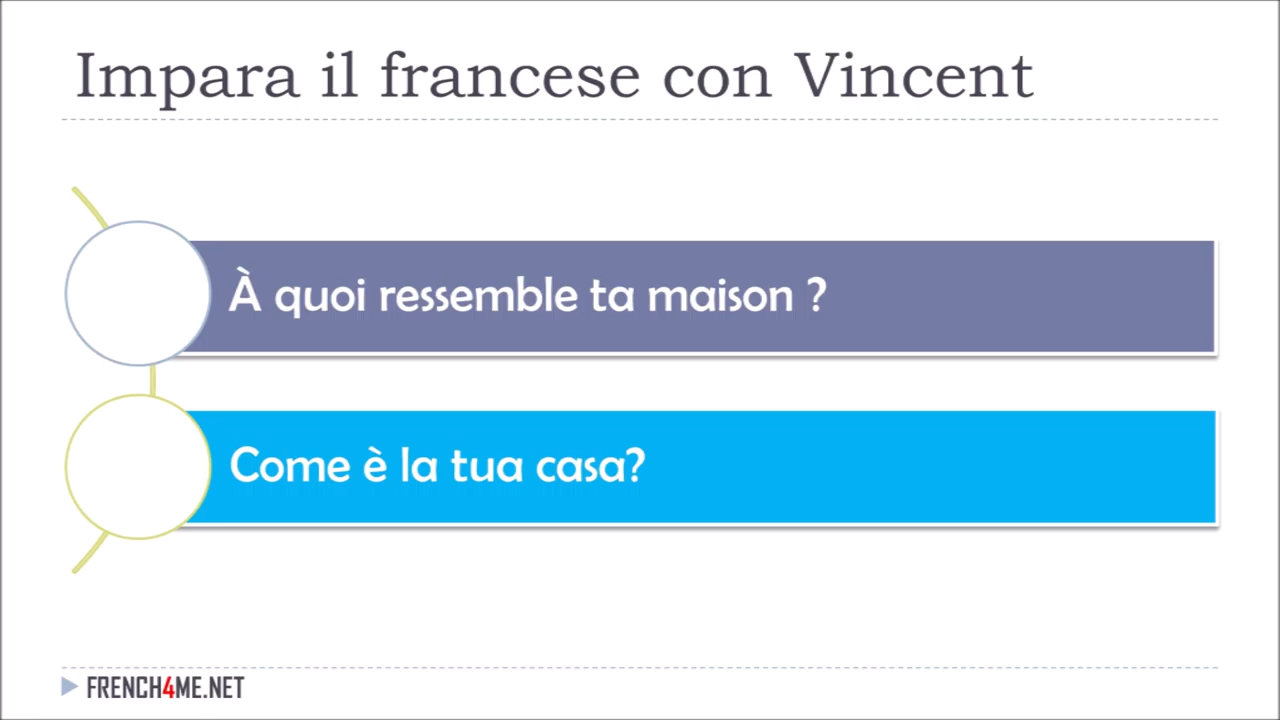 Impara il francese con Vincent
À quoi ressemble ta maison ?
Come è la tua casa?
FRENCH4ME.NET